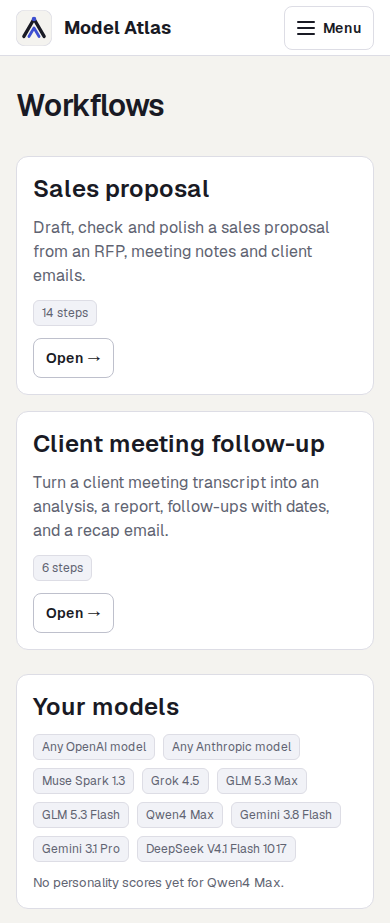 Model Atlas
Menu
Workflows
Sales proposal
Draft, check and polish a sales proposal
from an RFP, meeting notes and client
emails.
14 steps
Open →
Client meeting follow-up
Turn a client meeting transcript into an
analysis, a report, follow-ups with dates,
and a recap email.
6 steps
Open →
Your models
Any OpenAI model Any Anthropic model
Muse Spark 1.3 Grok 4.5 GLM 5.3 Max
GLM 5.3 Flash Qwen4 Max Gemini 3.8 Flash
Gemini 3.1 Pro DeepSeek V4.1 Flash 1017
No personality scores yet for Qwen4 Max.